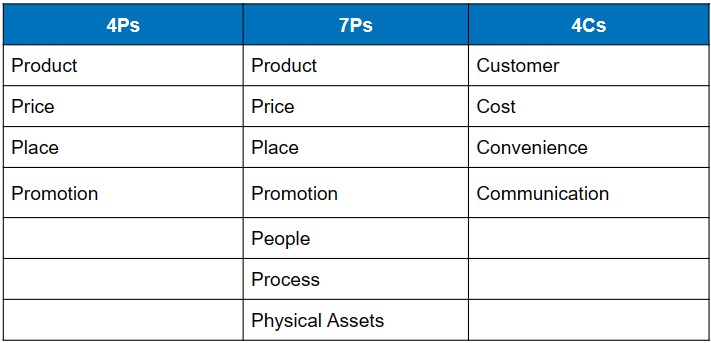 4Ps 7Ps 4Cs
Product Product Customer
Price Price Cost
Place Place Convenience
Promotion Promotion Communication
People
Process
Physical Assets